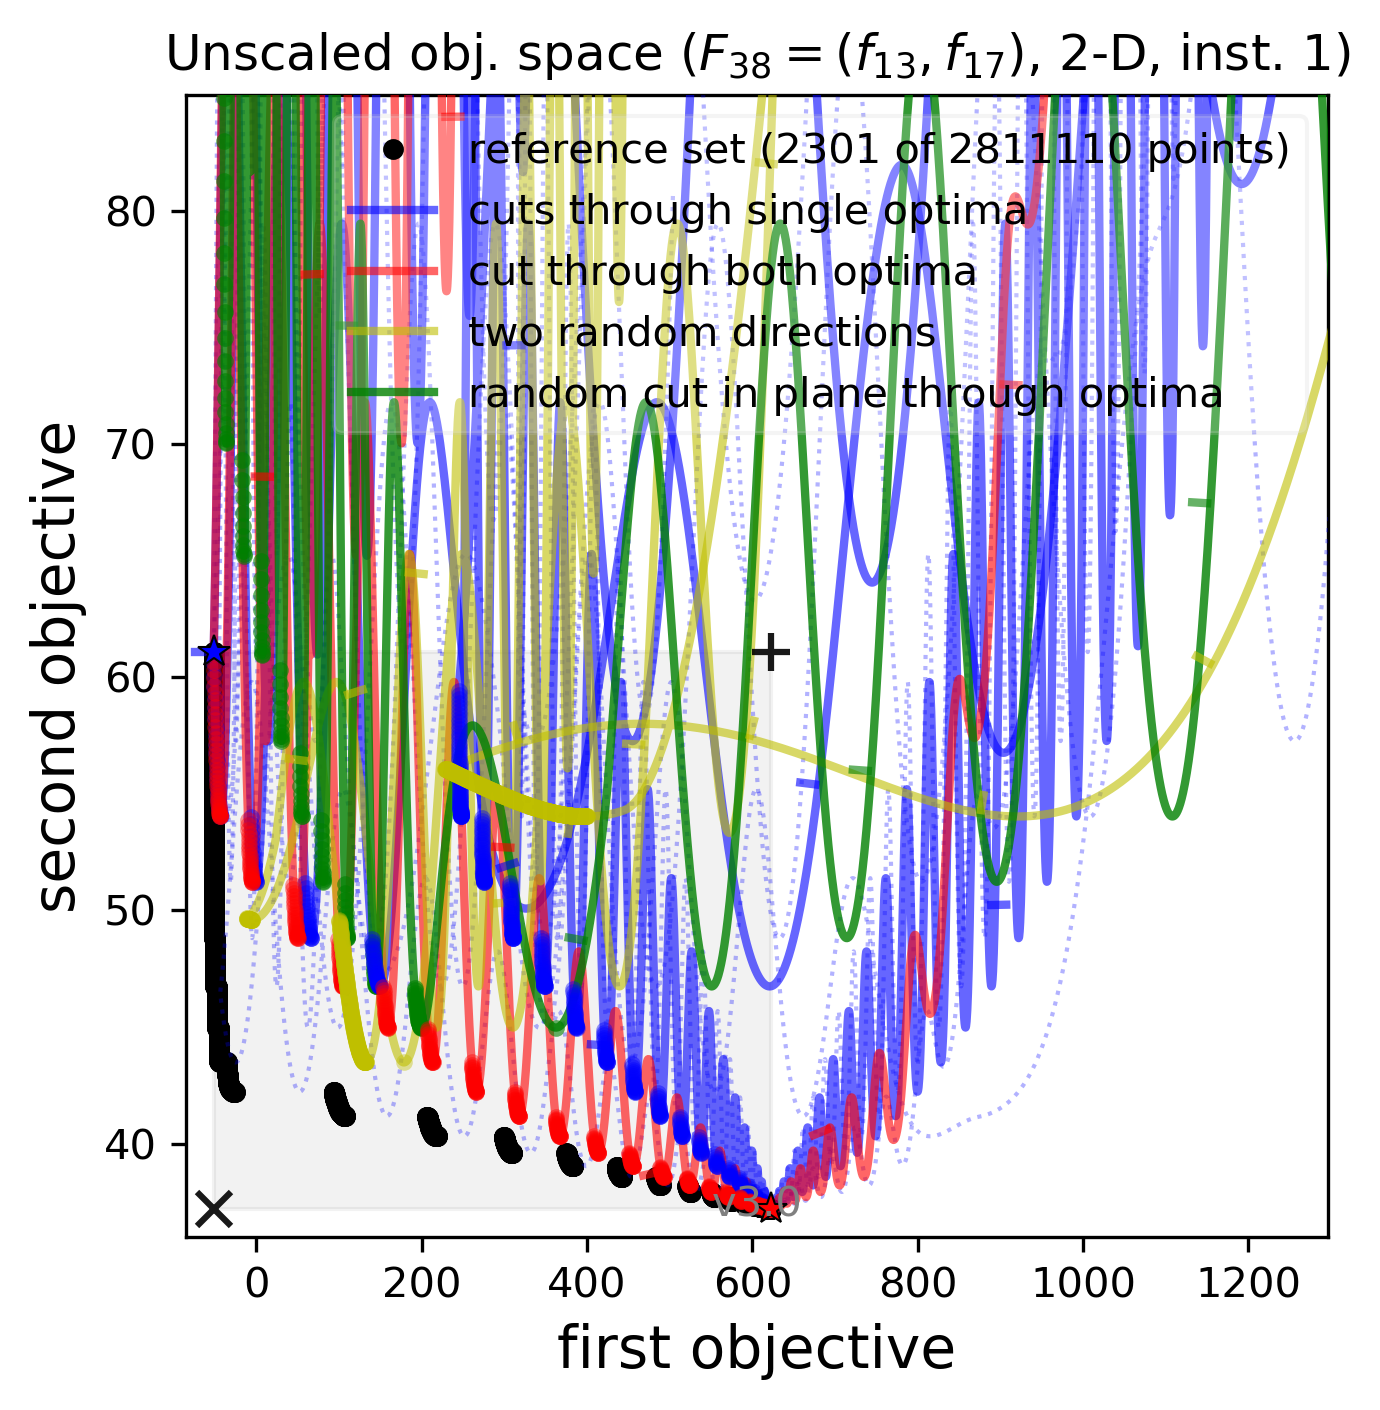 Unscaled obj. space (F38 = (f13, f17), 2-D, inst. 1)
reference set (2301 of 2811110 points)
cuts through single optima
cut through both optima
two random directions
random cut in plane through optima
second objective
80
70
60
50
40
v3.0
0 200 400 600 800 1000 1200
first objective